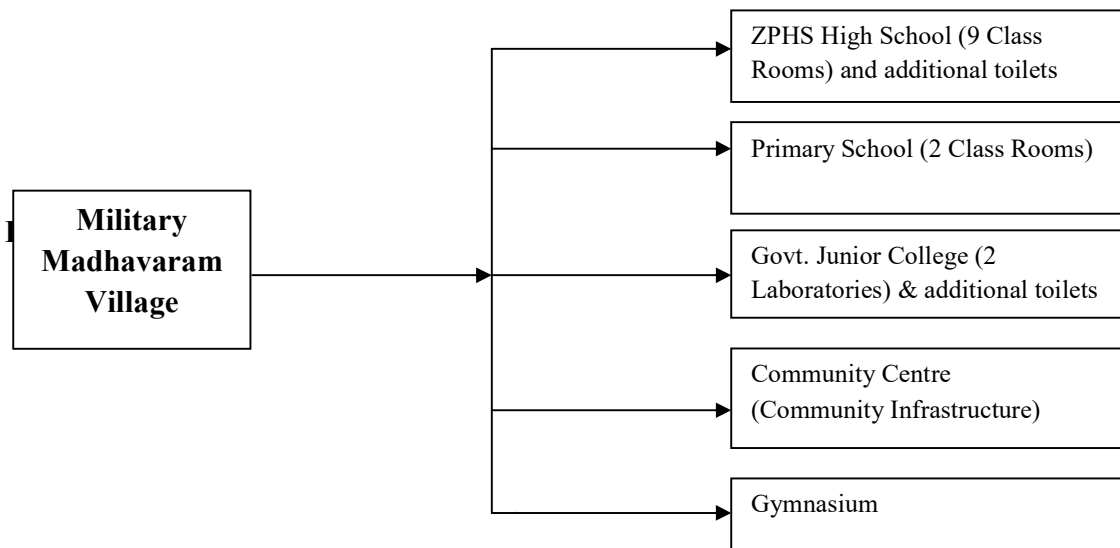 ZPHS High School (9 Class
Rooms) and additional toilets
Primary School (2 Class Rooms)
Military
Madhavaram
Village
Govt. Junior College (2
Laboratories) & additional toilets
Community Centre
(Community Infrastructure)
Gymnasium